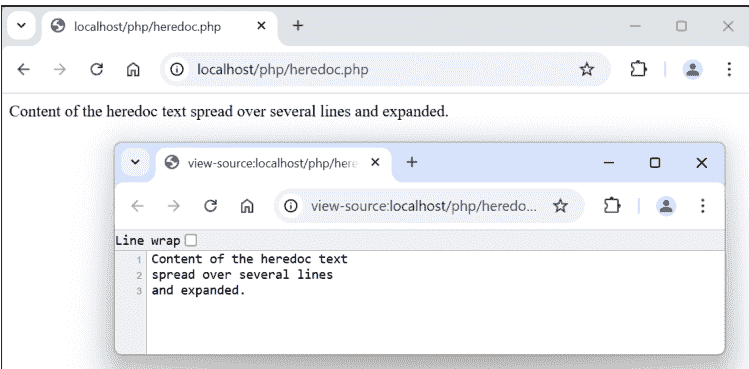 localhost/php/heredoc.php
localhost/php/heredoc.php
Content of the heredoc text spread over several lines and expanded.
view-source:localhost/php/here
view-source:localhost/php/heredo...
Line wrap
1 Content of the heredoc text
2 spread over several lines
3 and expanded.